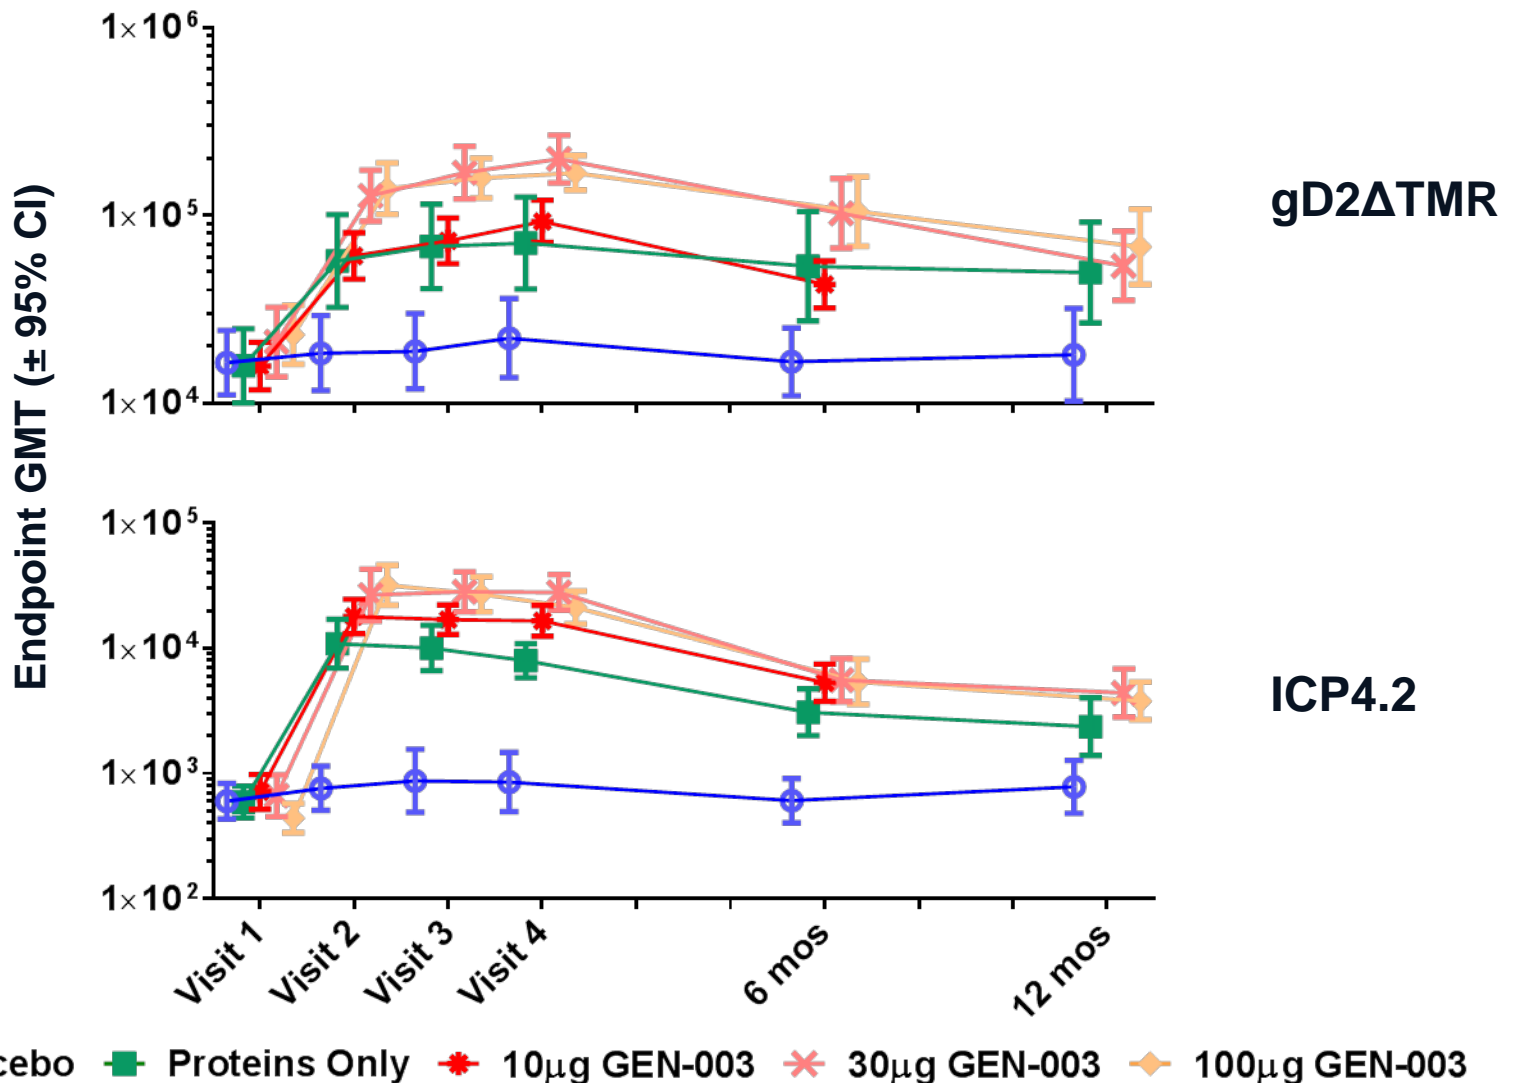 Endpoint GMT (± 95% CI)
1×10⁶
1×10⁵
1×10⁴
gD2ΔTMR
1×10⁵
1×10⁴
1×10³
1×10²
ICP4.2
Visit 1
Visit 2
Visit 3
Visit 4
6 mos
12 mos
cebo Proteins Only 10µg GEN-003 30µg GEN-003 100µg GEN-003